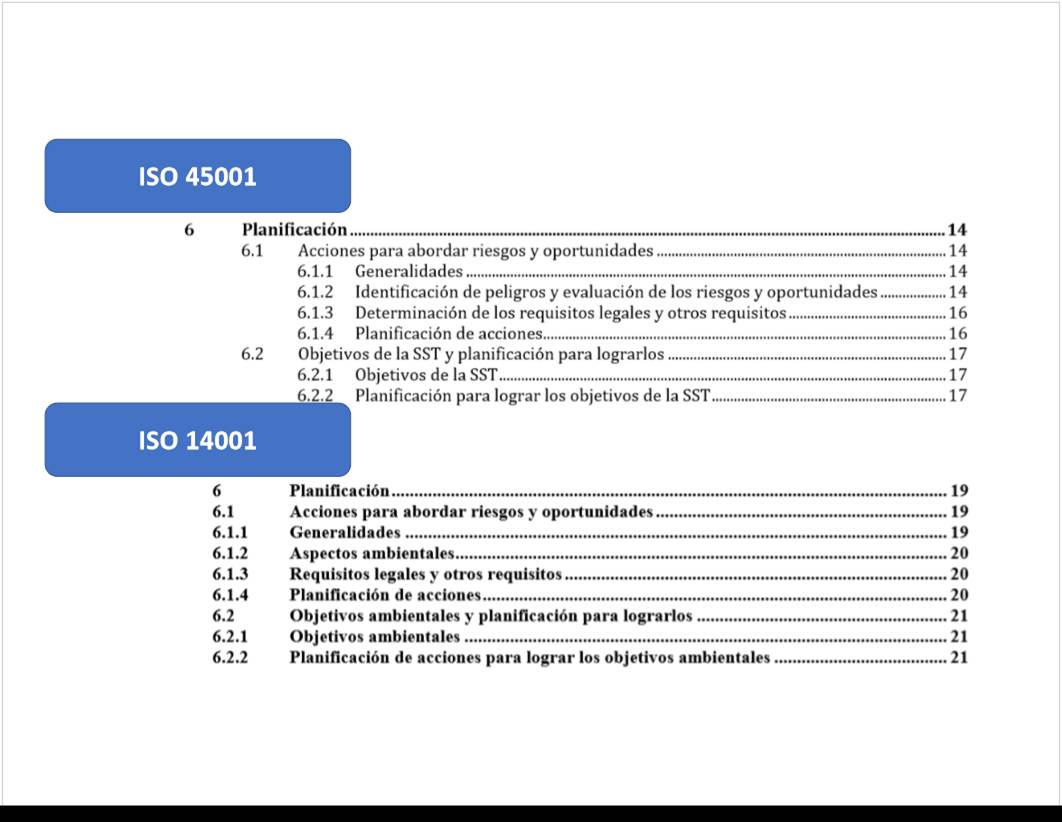 ISO 45001
6 Planificación 14
6.1 Acciones para abordar riesgos y oportunidades 14
6.1.1 Generalidades 14
6.1.2 Identificación de peligros y evaluación de los riesgos y oportunidades 14
6.1.3 Determinación de los requisitos legales y otros requisitos 16
6.1.4 Planificación de acciones 16
6.2 Objetivos de la SST y planificación para lograrlos 17
6.2.1 Objetivos de la SST 17
6.2.2 Planificación para lograr los objetivos de la SST 17
ISO 14001
6 Planificación 19
6.1 Acciones para abordar riesgos y oportunidades 19
6.1.1 Generalidades 19
6.1.2 Aspectos ambientales 20
6.1.3 Requisitos legales y otros requisitos 20
6.1.4 Planificación de acciones 20
6.2 Objetivos ambientales y planificación para lograrlos 21
6.2.1 Objetivos ambientales 21
6.2.2 Planificación de acciones para lograr los objetivos ambientales 21